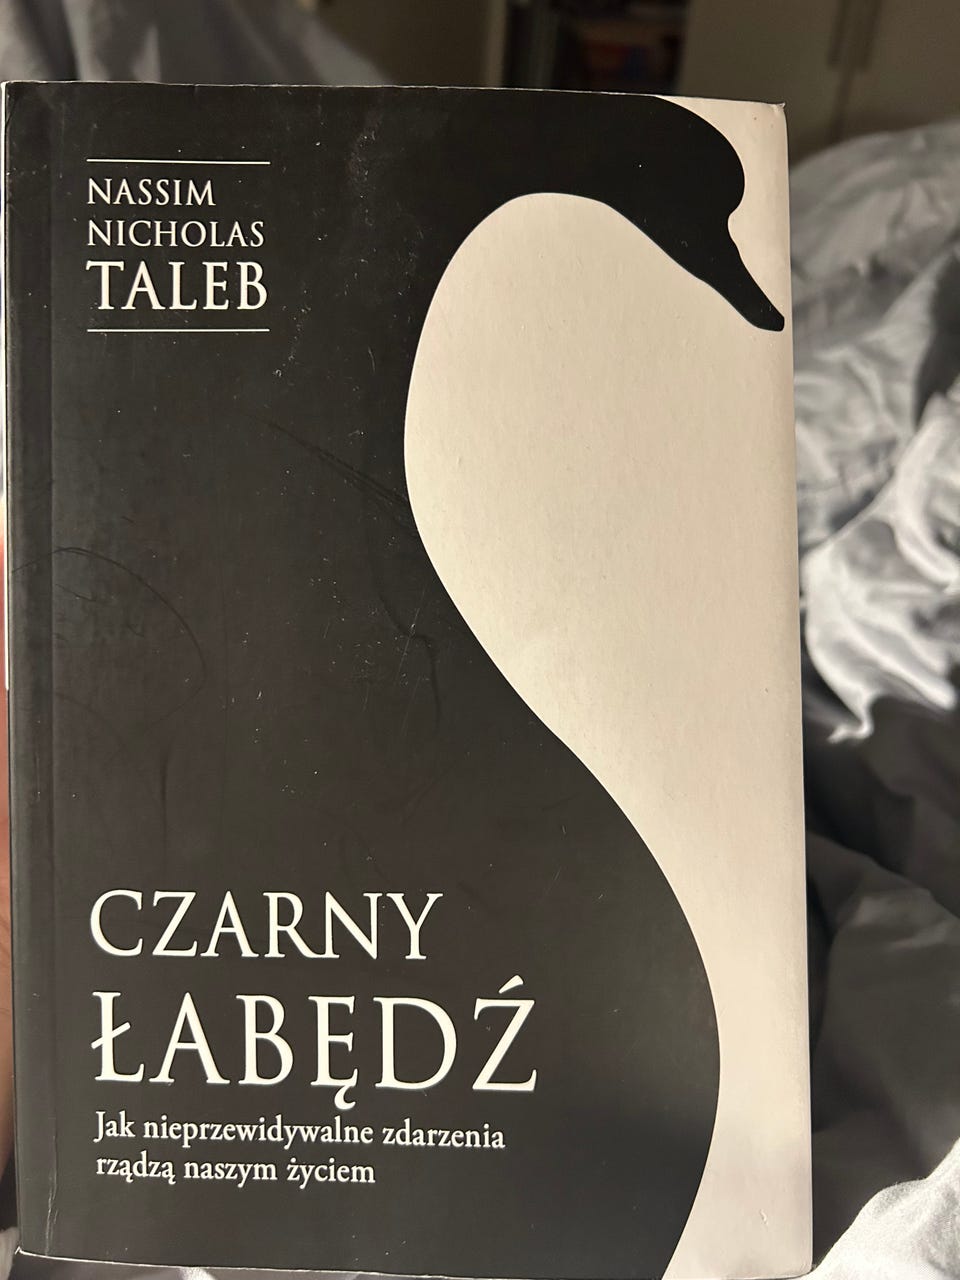 NASSIM
NICHOLAS
TALEB
CZARNY
ŁABĘDŹ
Jak nieprzewidywalne zdarzenia
rządzą naszym życiem